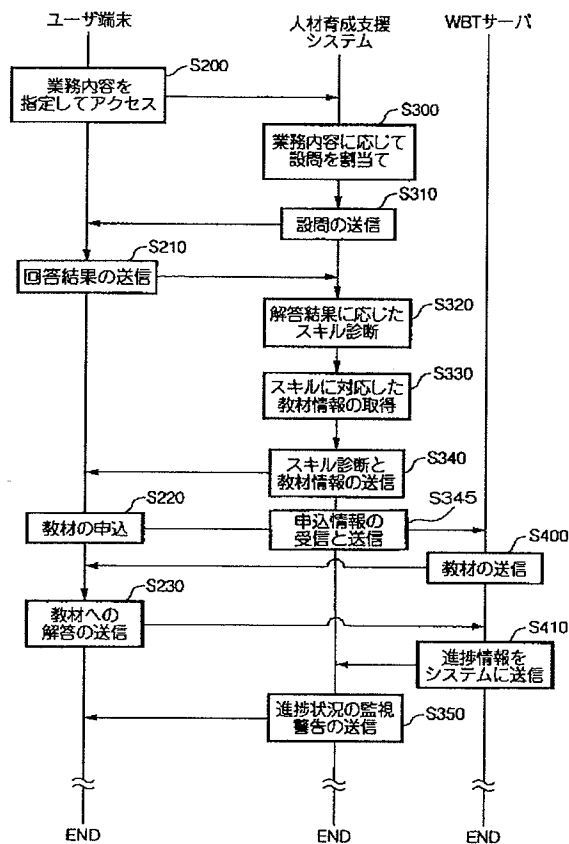 ユーザ端末
人材育成支援
システム
WBTサーバ
S200
業務内容を
指定してアクセス
S300
業務内容に応じて
設問を割当て
S310
設問の送信
S210
回答結果の送信
S320
解答結果に応じた
スキル診断
S330
スキルに対応した
教材情報の取得
S340
スキル診断と
教材情報の送信
S220
教材の申込
S345
申込情報の
受信と送信
S400
教材の送信
S230
教材への
解答の送信
S410
進捗情報を
システムに送信
S350
進捗状況の監視
警告の送信
END
END
END